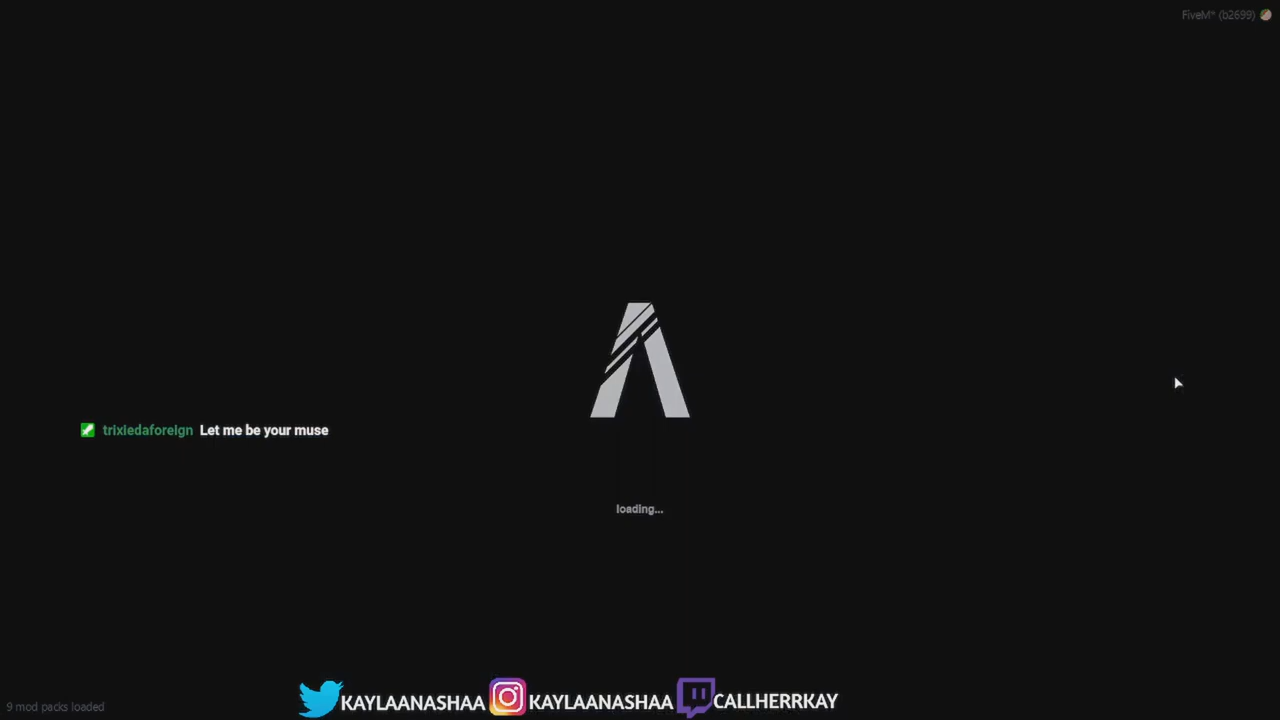 FiveM* (b2699)
trixiedaforeign Let me be your muse
loading...
KAYLAANASHAA KAYLAANASHAA CALLHERRKAY
9 mod packs loaded